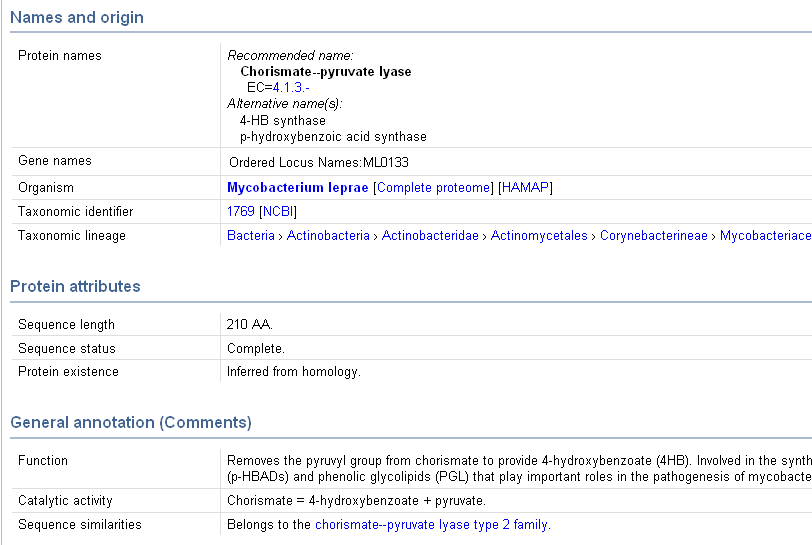 Names and origin
Protein names
Recommended name:
Chorismate--pyruvate lyase
EC=4.1.3.-
Alternative name(s):
4-HB synthase
p-hydroxybenzoic acid synthase
Gene names
Ordered Locus Names:ML0133
Organism
Mycobacterium leprae [Complete proteome] [HAMAP]
Taxonomic identifier
1769 [NCBI]
Taxonomic lineage
Bacteria › Actinobacteria › Actinobacteridae › Actinomycetales › Corynebacterineae › Mycobacteriace
Protein attributes
Sequence length
210 AA.
Sequence status
Complete.
Protein existence
Inferred from homology.
General annotation (Comments)
Function
Removes the pyruvyl group from chorismate to provide 4-hydroxybenzoate (4HB). Involved in the synth
(p-HBADs) and phenolic glycolipids (PGL) that play important roles in the pathogenesis of mycobacte
Catalytic activity
Chorismate = 4-hydroxybenzoate + pyruvate.
Sequence similarities
Belongs to the chorismate--pyruvate lyase type 2 family.